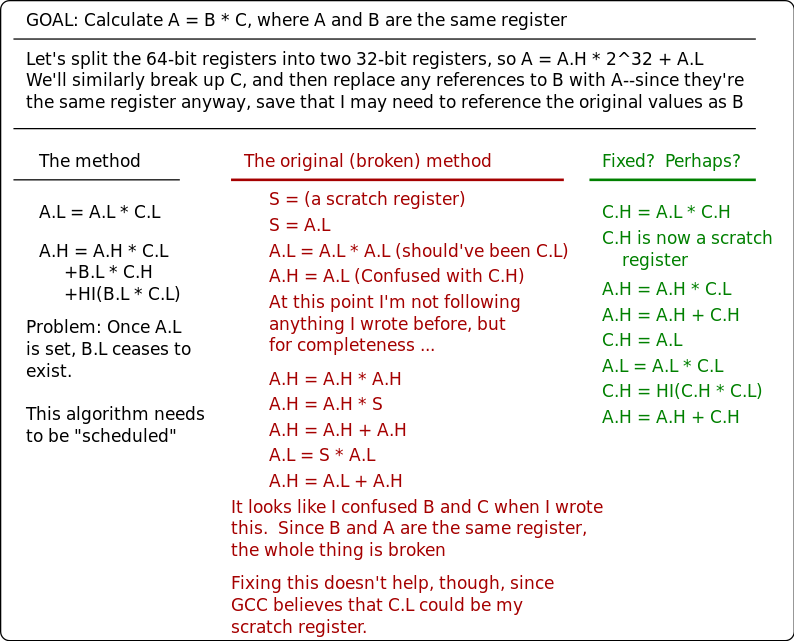 GOAL: Calculate A = B * C, where A and B are the same register
Let's split the 64-bit registers into two 32-bit registers, so A = A.H * 2^32 + A.L
We'll similarly break up C, and then replace any references to B with A--since they're
the same register anyway, save that I may need to reference the original values as B
The method
A.L = A.L * C.L
A.H = A.H * C.L
+B.L * C.H
+HI(B.L * C.L)
Problem: Once A.L
is set, B.L ceases to
exist.
This algorithm needs
to be "scheduled"
The original (broken) method
S = (a scratch register)
S = A.L
A.L = A.L * A.L (should've been C.L)
A.H = A.L (Confused with C.H)
At this point I'm not following
anything I wrote before, but
for completeness ...
A.H = A.H * A.H
A.H = A.H * S
A.H = A.H + A.H
A.L = S * A.L
A.H = A.L + A.H
It looks like I confused B and C when I wrote
this.  Since B and A are the same register,
the whole thing is broken
Fixing this doesn't help, though, since
GCC believes that C.L could be my
scratch register.
Fixed?  Perhaps?
C.H = A.L * C.H
C.H is now a scratch
register
A.H = A.H * C.L
A.H = A.H + C.H
C.H = A.L
A.L = A.L * C.L
C.H = HI(C.H * C.L)
A.H = A.H + C.H